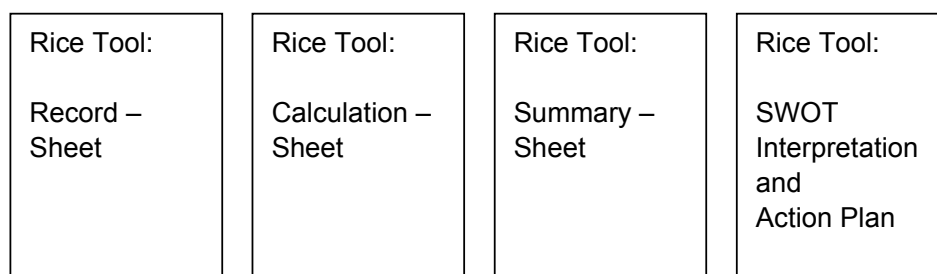 Rice Tool:
Record –
Sheet
Rice Tool:
Calculation –
Sheet
Rice Tool:
Summary –
Sheet
Rice Tool:
SWOT
Interpretation
and
Action Plan